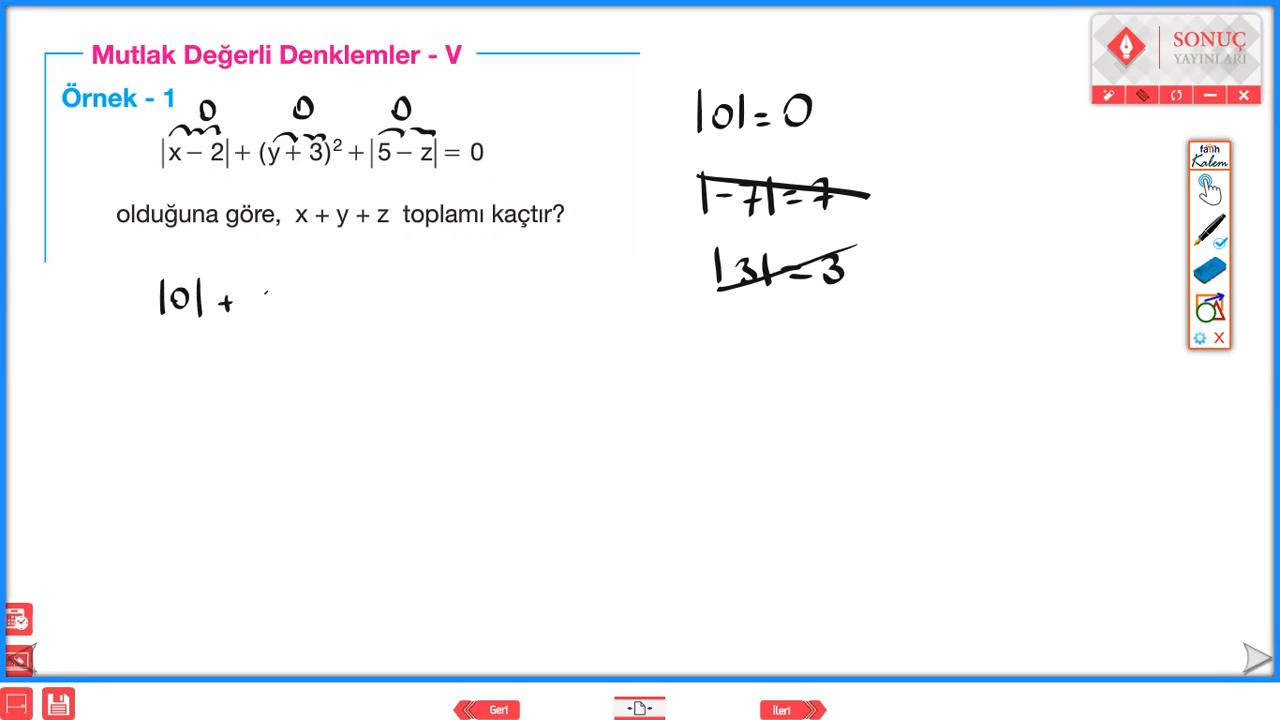 Mutlak Değerli Denklemler - V
Örnek - 1
0 0 0
|x − 2| + (y + 3)² + |5 − z| = 0
olduğuna göre, x + y + z toplamı kaçtır?
|0| +
|0| = 0
|-7| = 7
|3| = 3
SONUÇ
YAYINLARI
fatih
Kalem
Geri
İleri